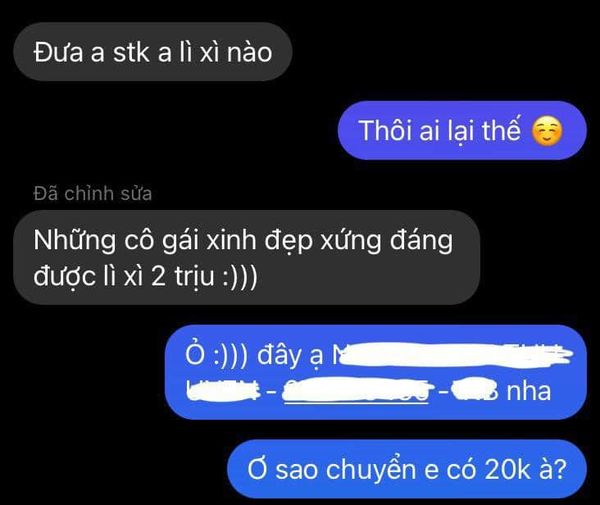 Đưa a stk a lì xì nào
Thôi ai lại thế ☺️
Đã chỉnh sửa
Những cô gái xinh đẹp xứng đáng
được lì xì 2 trịu :)))
Ỏ :))) đây ạ
- - nha
Ơ sao chuyển e có 20k à?